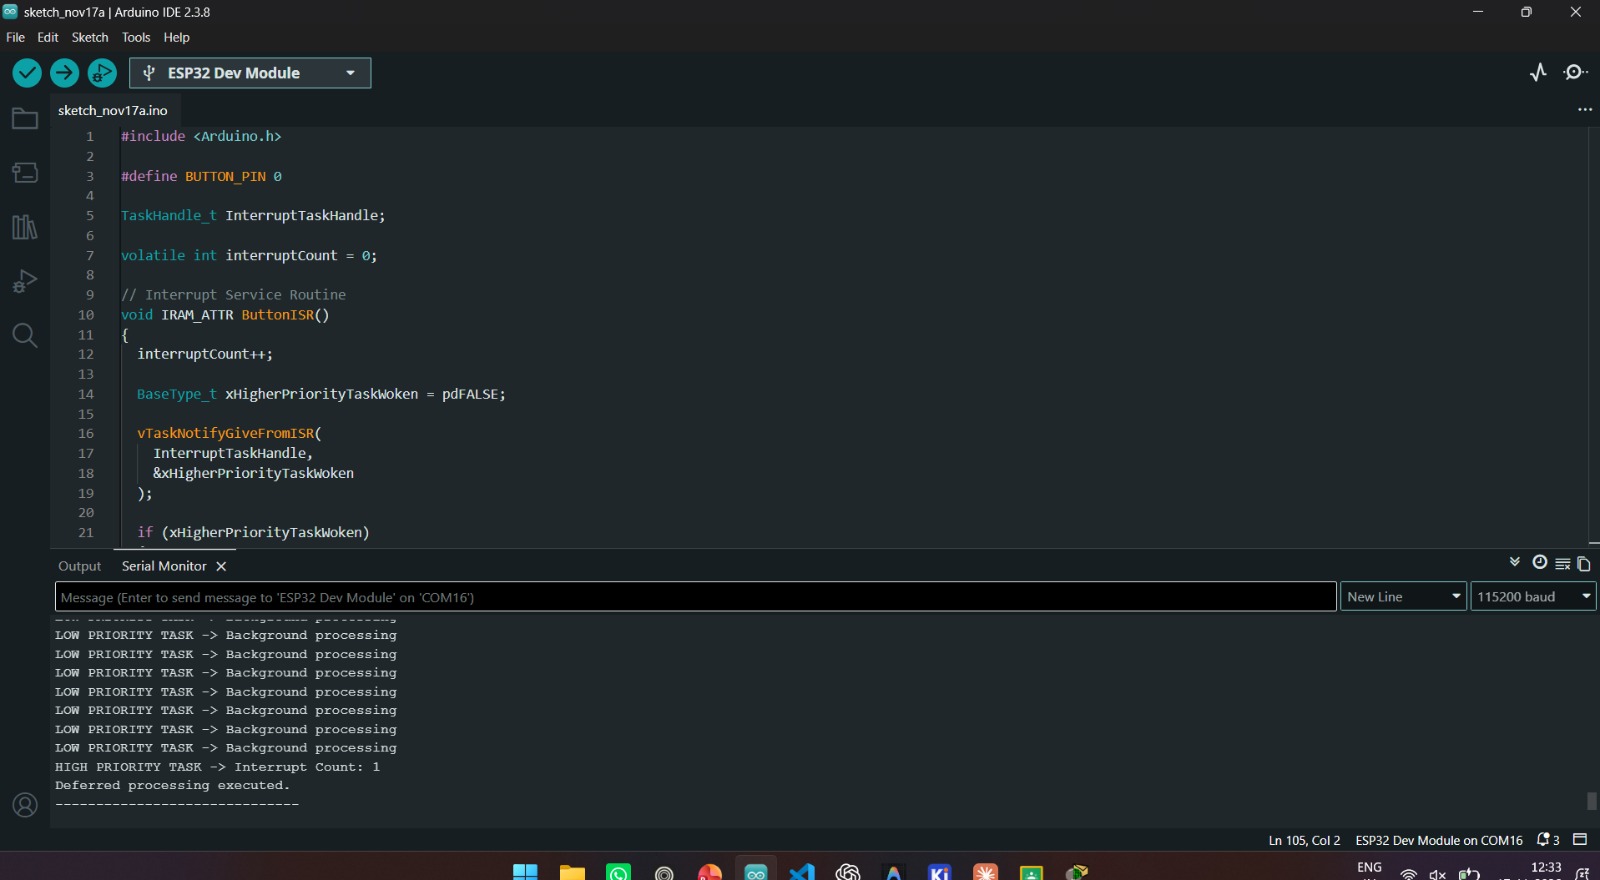 sketch_nov17a | Arduino IDE 2.3.8
File Edit Sketch Tools Help
ESP32 Dev Module
sketch_nov17a.ino
1 #include <Arduino.h>
2
3 #define BUTTON_PIN 0
4
5 TaskHandle_t InterruptTaskHandle;
6
7 volatile int interruptCount = 0;
8
9 // Interrupt Service Routine
10 void IRAM_ATTR ButtonISR()
11 {
12 interruptCount++;
13
14 BaseType_t xHigherPriorityTaskWoken = pdFALSE;
15
16 vTaskNotifyGiveFromISR(
17 InterruptTaskHandle,
18 &xHigherPriorityTaskWoken
19 );
20
21 if (xHigherPriorityTaskWoken)
Output Serial Monitor
Message (Enter to send message to 'ESP32 Dev Module' on 'COM16')
New Line
115200 baud
LOW PRIORITY TASK -> Background processing
LOW PRIORITY TASK -> Background processing
LOW PRIORITY TASK -> Background processing
LOW PRIORITY TASK -> Background processing
LOW PRIORITY TASK -> Background processing
LOW PRIORITY TASK -> Background processing
LOW PRIORITY TASK -> Background processing
HIGH PRIORITY TASK -> Interrupt Count: 1
Deferred processing executed.
------------------------------
Ln 105, Col 2 ESP32 Dev Module on COM16 3
Ki
ENG
12:33